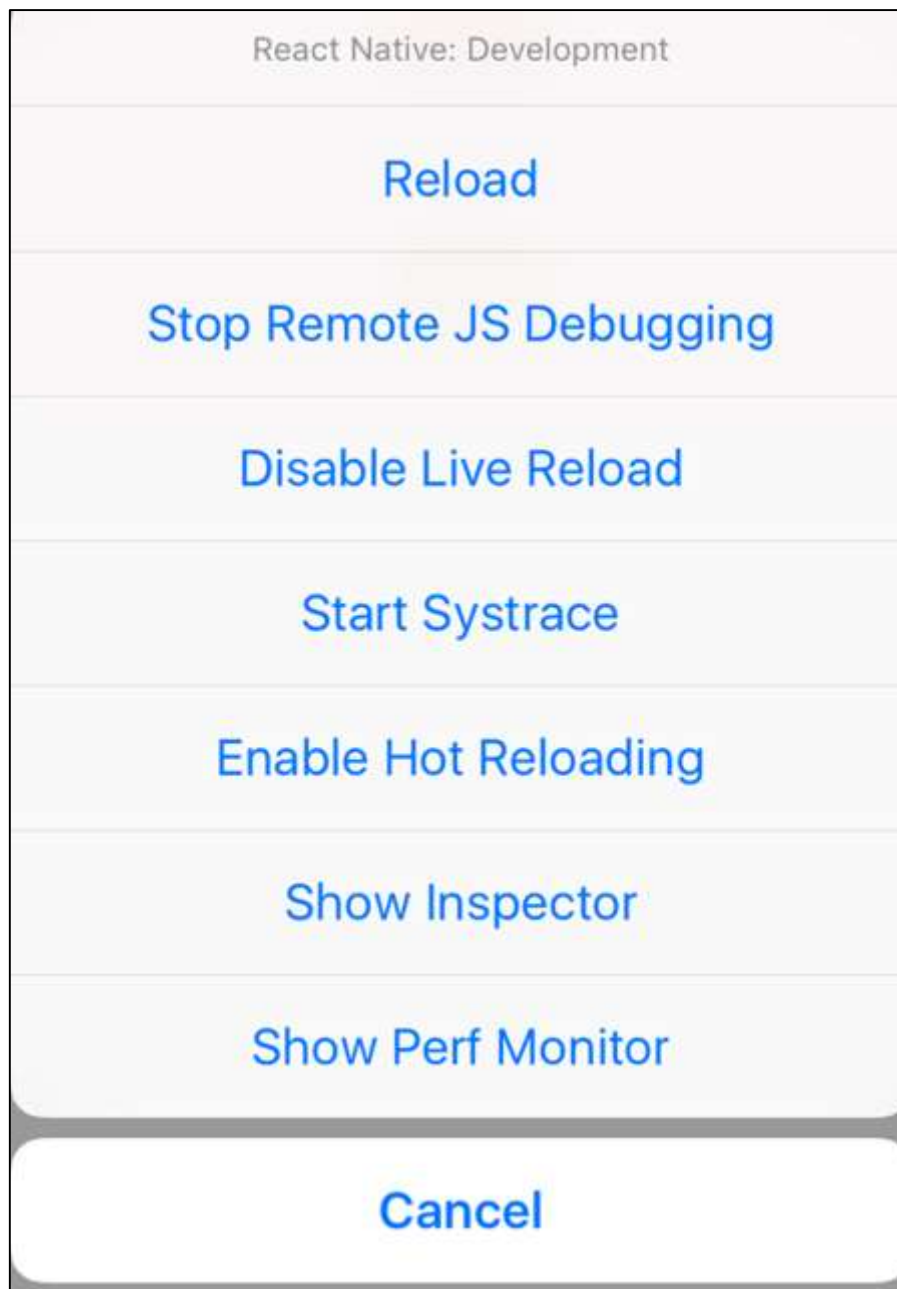 React Native: Development
Reload
Stop Remote JS Debugging
Disable Live Reload
Start Systrace
Enable Hot Reloading
Show Inspector
Show Perf Monitor
Cancel